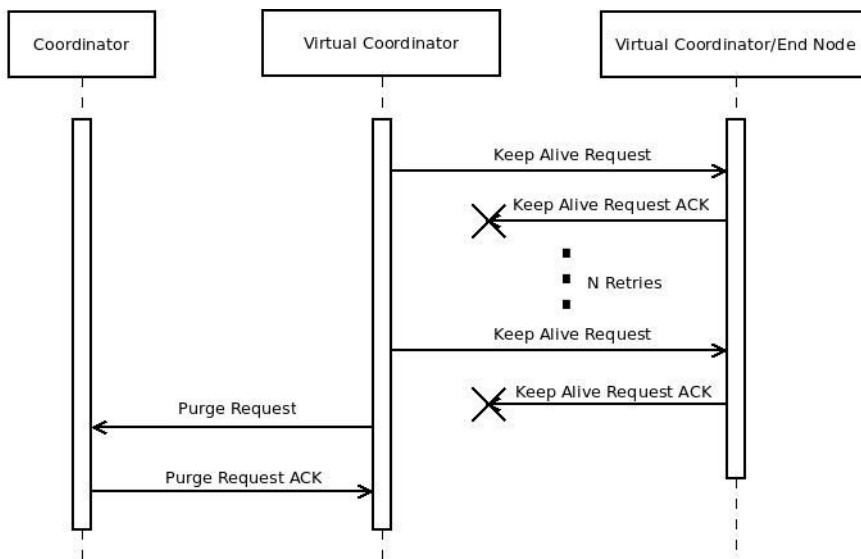 Coordinator
Virtual Coordinator
Virtual Coordinator/End Node
Keep Alive Request
Keep Alive Request ACK
N Retries
Keep Alive Request
Keep Alive Request ACK
Purge Request
Purge Request ACK